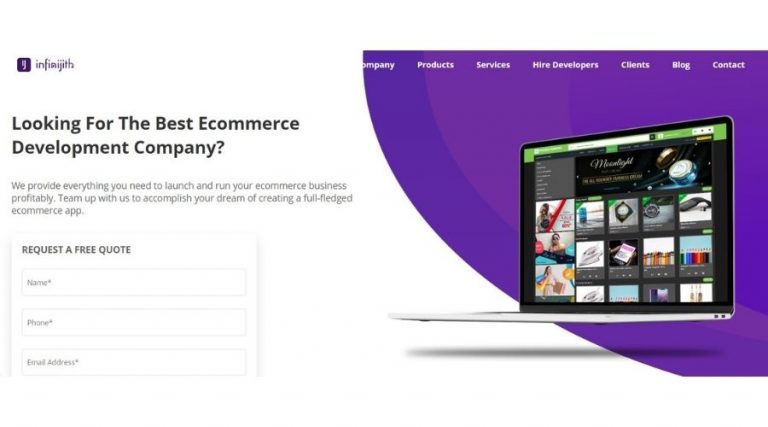 infinijith
ompany Products Services Hire Developers Clients Blog Contact
Looking For The Best Ecommerce
Development Company?
We provide everything you need to launch and run your ecommerce business
profitably. Team up with us to accomplish your dream of creating a full-fledged
ecommerce app.
REQUEST A FREE QUOTE
Name*
Phone*
Email Address*
Moonlight
SALE